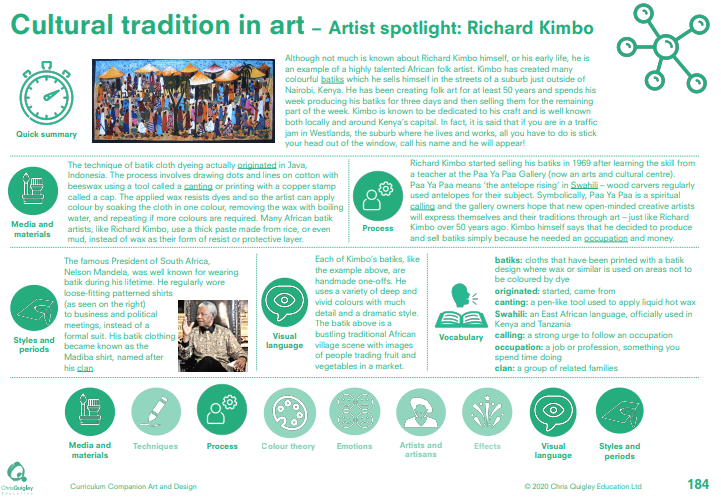 Cultural tradition in art – Artist spotlight: Richard Kimbo
Although not much is known about Richard Kimbo himself, or his early life, he is
an example of a highly talented African folk artist. Kimbo has created many
colourful batiks which he sells himself in the streets of a suburb just outside of
Nairobi, Kenya. He has been creating folk art for at least 50 years and spends his
week producing his batiks for three days and then selling them for the remaining
part of the week. Kimbo is known to be dedicated to his craft and is well known
both locally and around Kenya's capital. In fact, it is said that if you are in a traffic
jam in Westlands, the suburb where he lives and works, all you have to do is stick
your head out of the window, call his name and he will appear!
Quick summary
The technique of batik cloth dyeing actually originated in Java,
Indonesia. The process involves drawing dots and lines on cotton with
beeswax using a tool called a canting or printing with a copper stamp
called a cap. The applied wax resists dyes and so the artist can apply
colour by soaking the cloth in one colour, removing the wax with boiling
water, and repeating if more colours are required. Many African batik
artists, like Richard Kimbo, use a thick paste made from rice, or even
mud, instead of wax as their form of resist or protective layer.
Media and
materials
Richard Kimbo started selling his batiks in 1969 after learning the skill from
a teacher at the Paa Ya Paa Gallery (now an arts and cultural centre).
Paa Ya Paa means 'the antelope rising' in Swahili – wood carvers regularly
used antelopes for their subject. Symbolically, Paa Ya Paa is a spiritual
calling and the gallery owners hope that new open-minded creative artists
will express themselves and their traditions through art – just like Richard
Kimbo over 50 years ago. Kimbo himself says that he decided to produce
and sell batiks simply because he needed an occupation and money.
Process
The famous President of South Africa,
Nelson Mandela, was well known for wearing
batik during his lifetime. He regularly wore
loose-fitting patterned shirts
(as seen on the right)
to business and political
meetings, instead of a
formal suit. His batik clothing
became known as the
Madiba shirt, named after
his clan.
Styles and
periods
Each of Kimbo's batiks, like
the example above, are
handmade one-offs. He
uses a variety of deep and
vivid colours with much
detail and a dramatic style.
The batik above is a
bustling traditional African
village scene with images
of people trading fruit and
vegetables in a market.
Visual
language
batiks: cloths that have been printed with a batik
design where wax or similar is used on areas not to
be coloured by dye
originated: started, came from
canting: a pen-like tool used to apply liquid hot wax
Swahili: an East African language, officially used in
Kenya and Tanzania
calling: a strong urge to follow an occupation
occupation: a job or profession, something you
spend time doing
clan: a group of related families
Vocabulary
Media and
materials
Techniques
Process
Colour theory
Emotions
Artists and
artisans
Effects
Visual
language
Styles and
periods
Chris Quigley
Education
Curriculum Companion Art and Design
© 2020 Chris Quigley Education Ltd
184